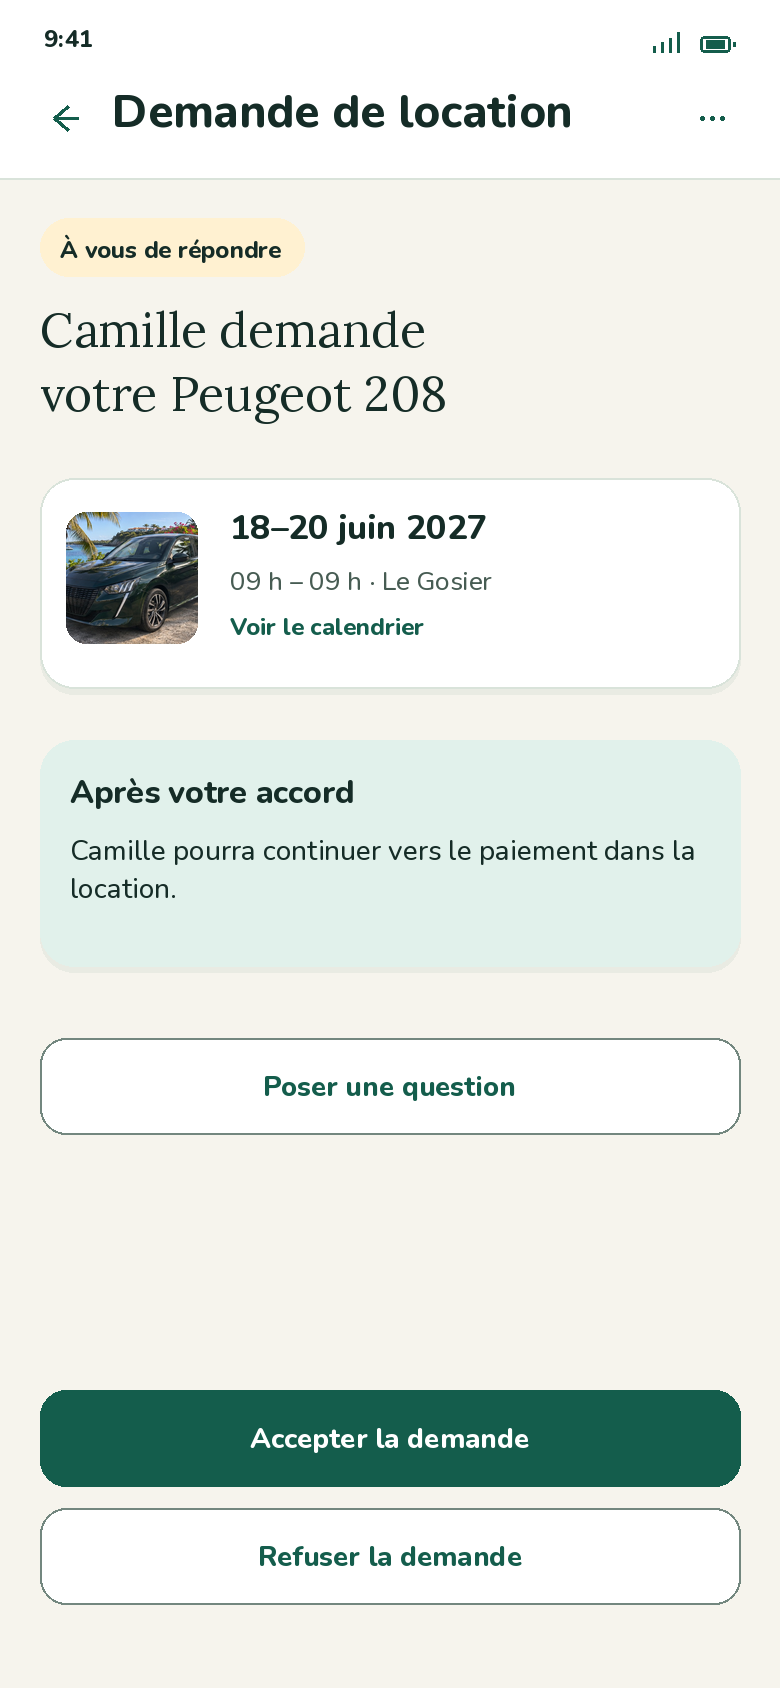 9:41
Demande de location
À vous de répondre
Camille demande
votre Peugeot 208
18–20 juin 2027
09 h – 09 h · Le Gosier
Voir le calendrier
Après votre accord
Camille pourra continuer vers le paiement dans la
location.
Poser une question
Accepter la demande
Refuser la demande